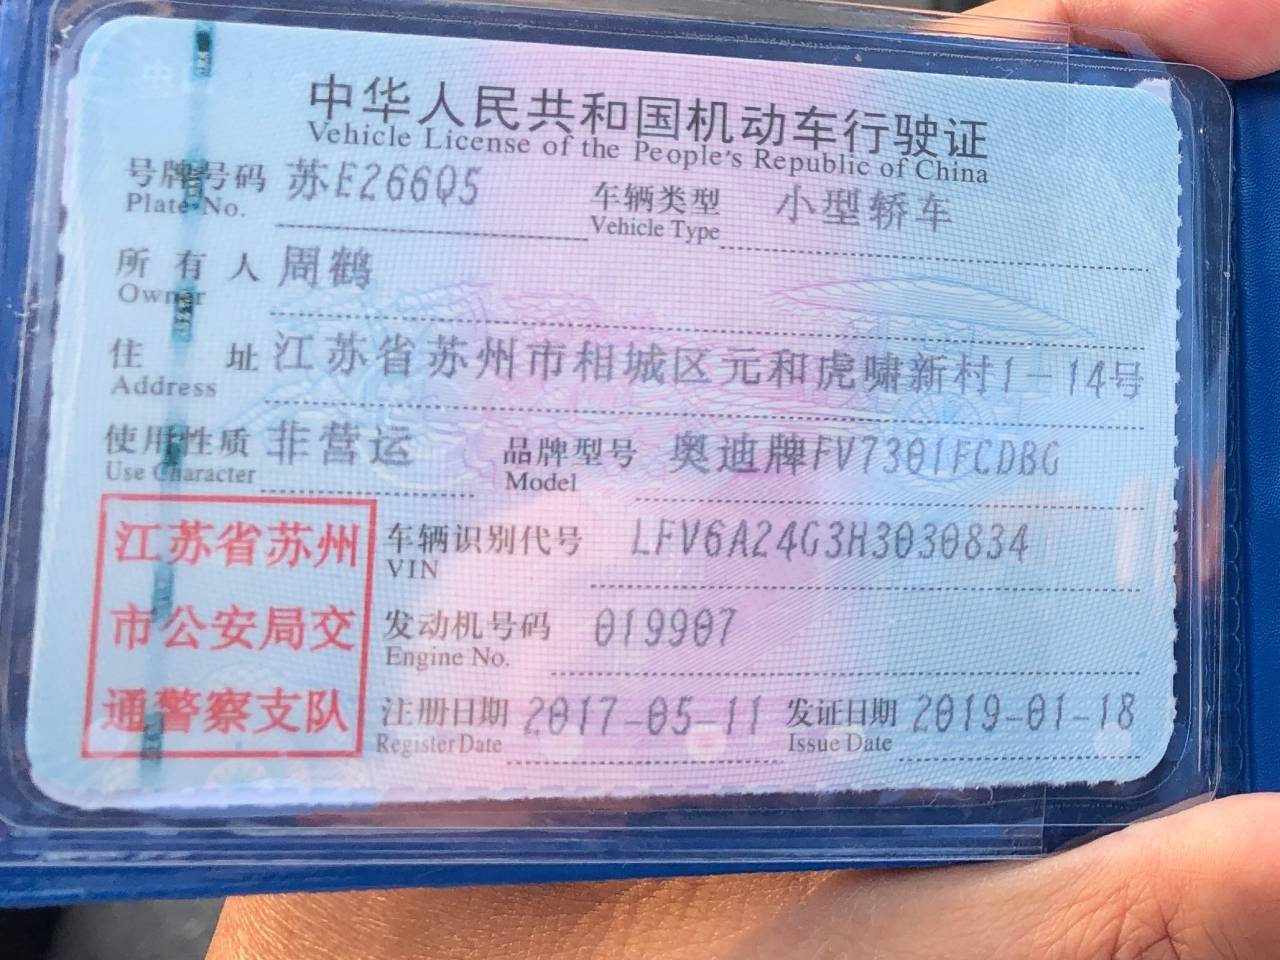 中华人民共和国机动车行驶证
Vehicle License of the People's Republic of China
号牌号码 苏E266Q5 车辆类型 小型轿车
Plate No. Vehicle Type
所有人 周鹤
Owner
住址 江苏省苏州市相城区元和虎啸新村1-14号
Address
使用性质 非营运 品牌型号 奥迪牌FV7301FCDBG
Use Character Model
江苏省苏州
市公安局交
通警察支队
车辆识别代号 LFV6A24G3H3030834
VIN
发动机号码 019907
Engine No.
注册日期 2017-05-11 发证日期 2019-01-18
Register Date Issue Date